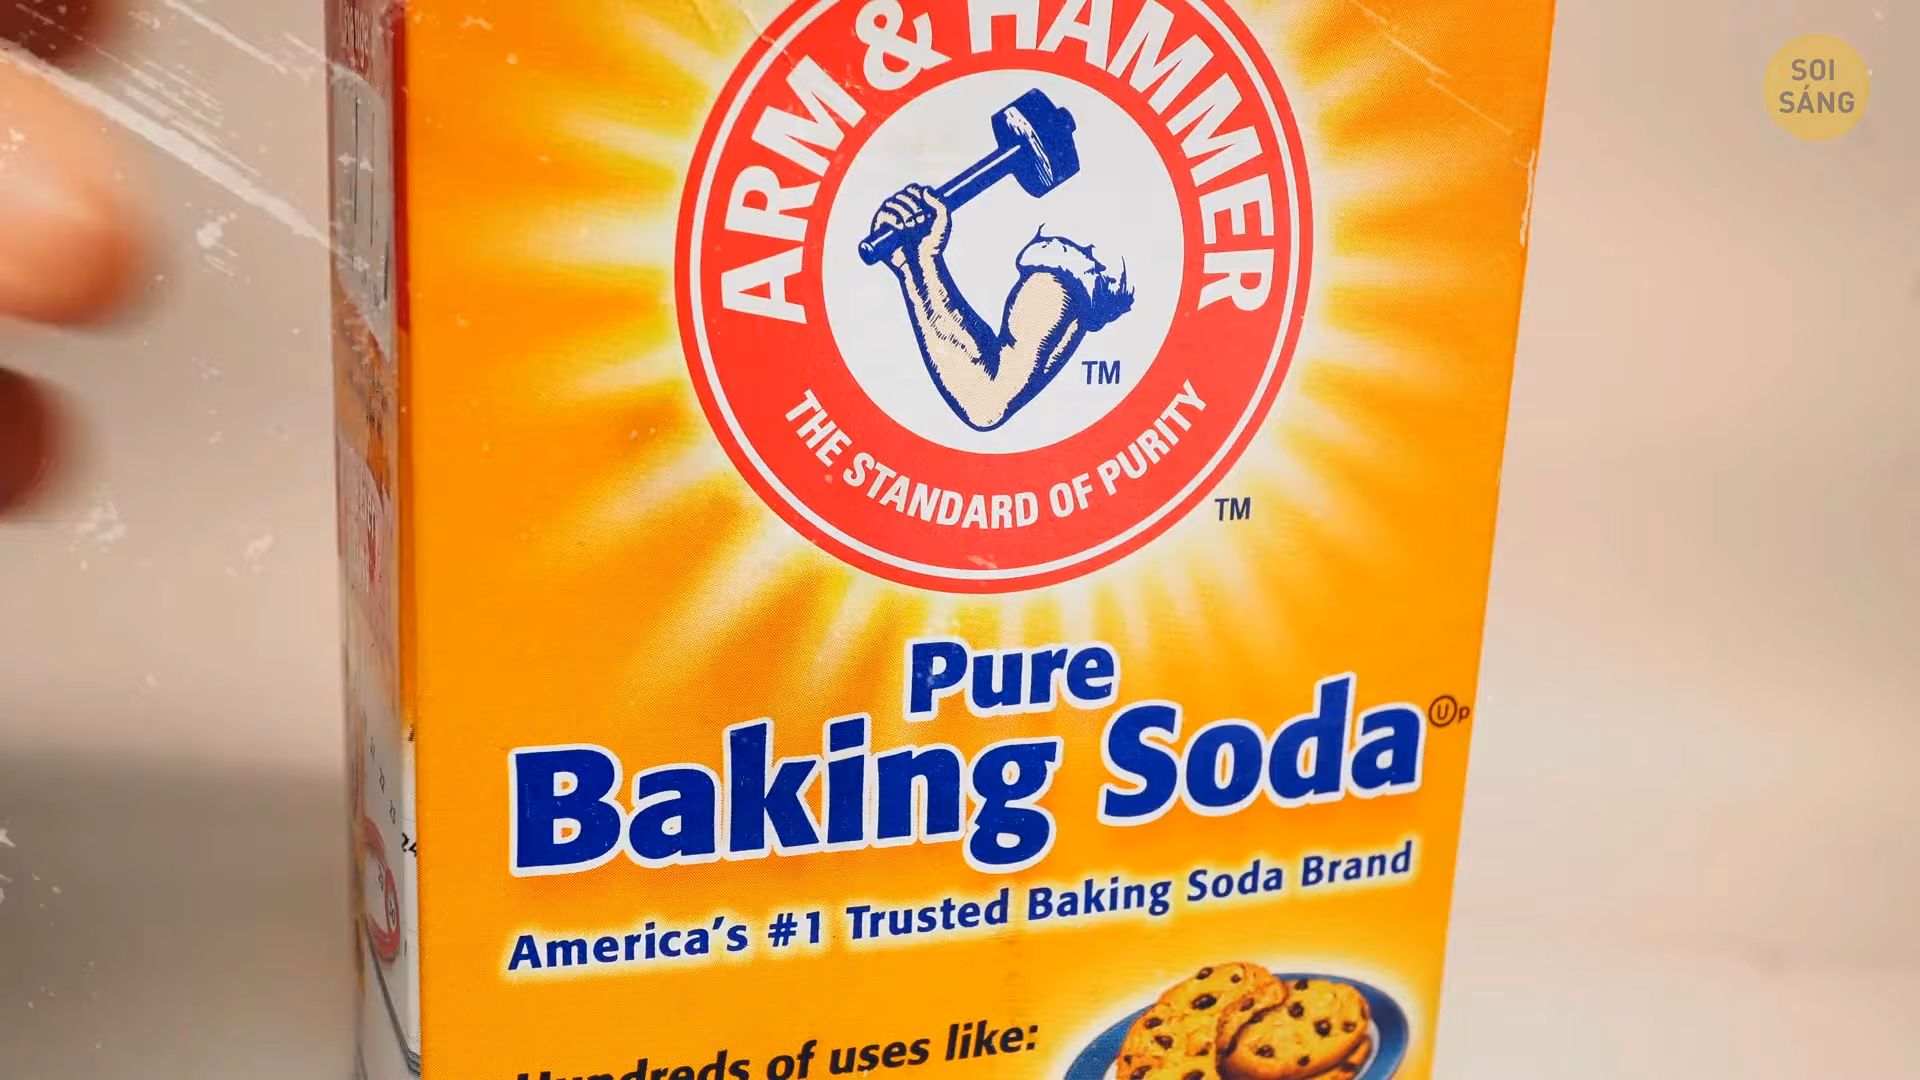 SOI
SÁNG
ARM & HAMMER
TM
THE STANDARD OF PURITY
TM
Pure
Baking Soda
U P
America's #1 Trusted Baking Soda Brand
Hundreds of uses like: